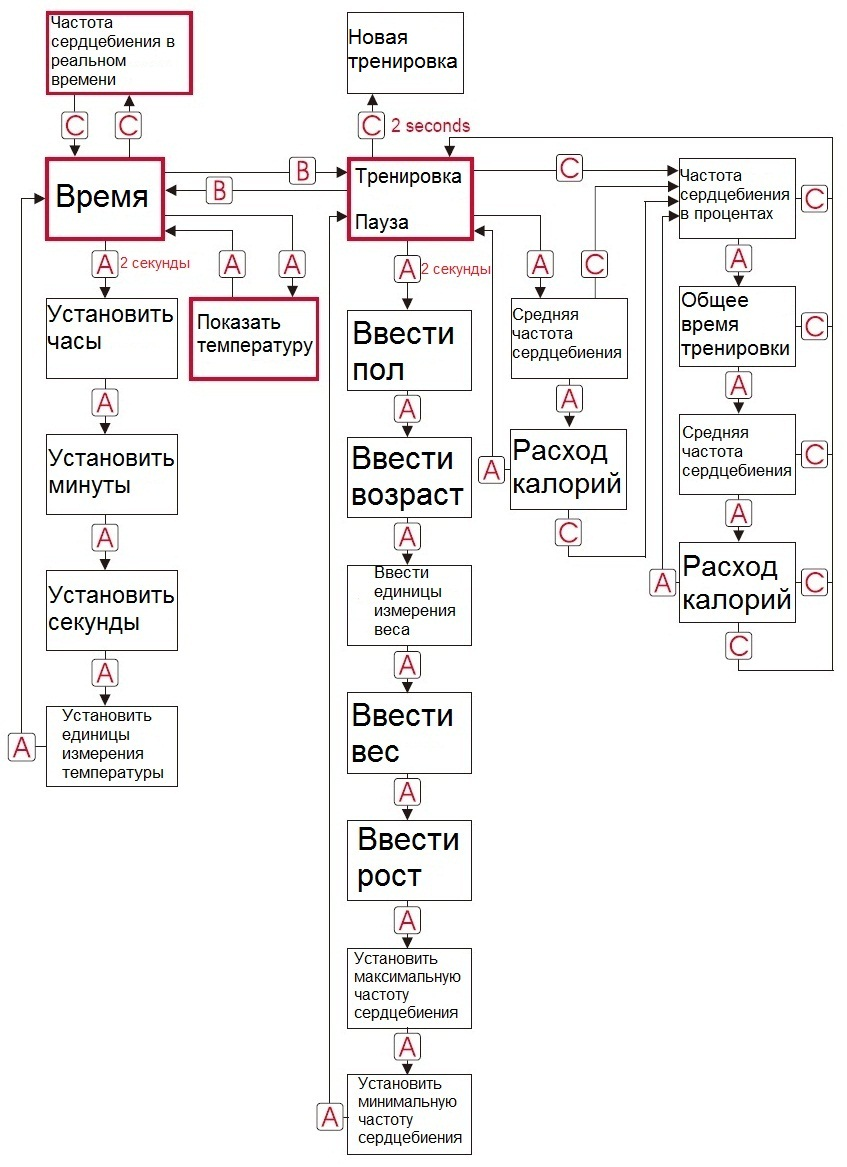 Частота
сердцебиения в
реальном
времени
C
C
Новая
тренировка
C 2 seconds
Время
B
B
Тренировка
Пауза
C
Частота
сердцебиения
в процентах
C
A 2 секунды
A
A
A 2 секунды
A
C
A
Установить
часы
Показать
температуру
Ввести
пол
Средняя
частота
сердцебиения
Общее
время
тренировки
C
A
A
A
A
Установить
минуты
Ввести
возраст
A
Расход
калорий
Средняя
частота
сердцебиения
C
A
A
C
A
Установить
секунды
Ввести
единицы
измерения
веса
A
Расход
калорий
C
A
A
C
Установить
единицы
измерения
температуры
A
Ввести
вес
A
Ввести
рост
A
Установить
максимальную
частоту
сердцебиения
A
Установить
минимальную
частоту
сердцебиения
A